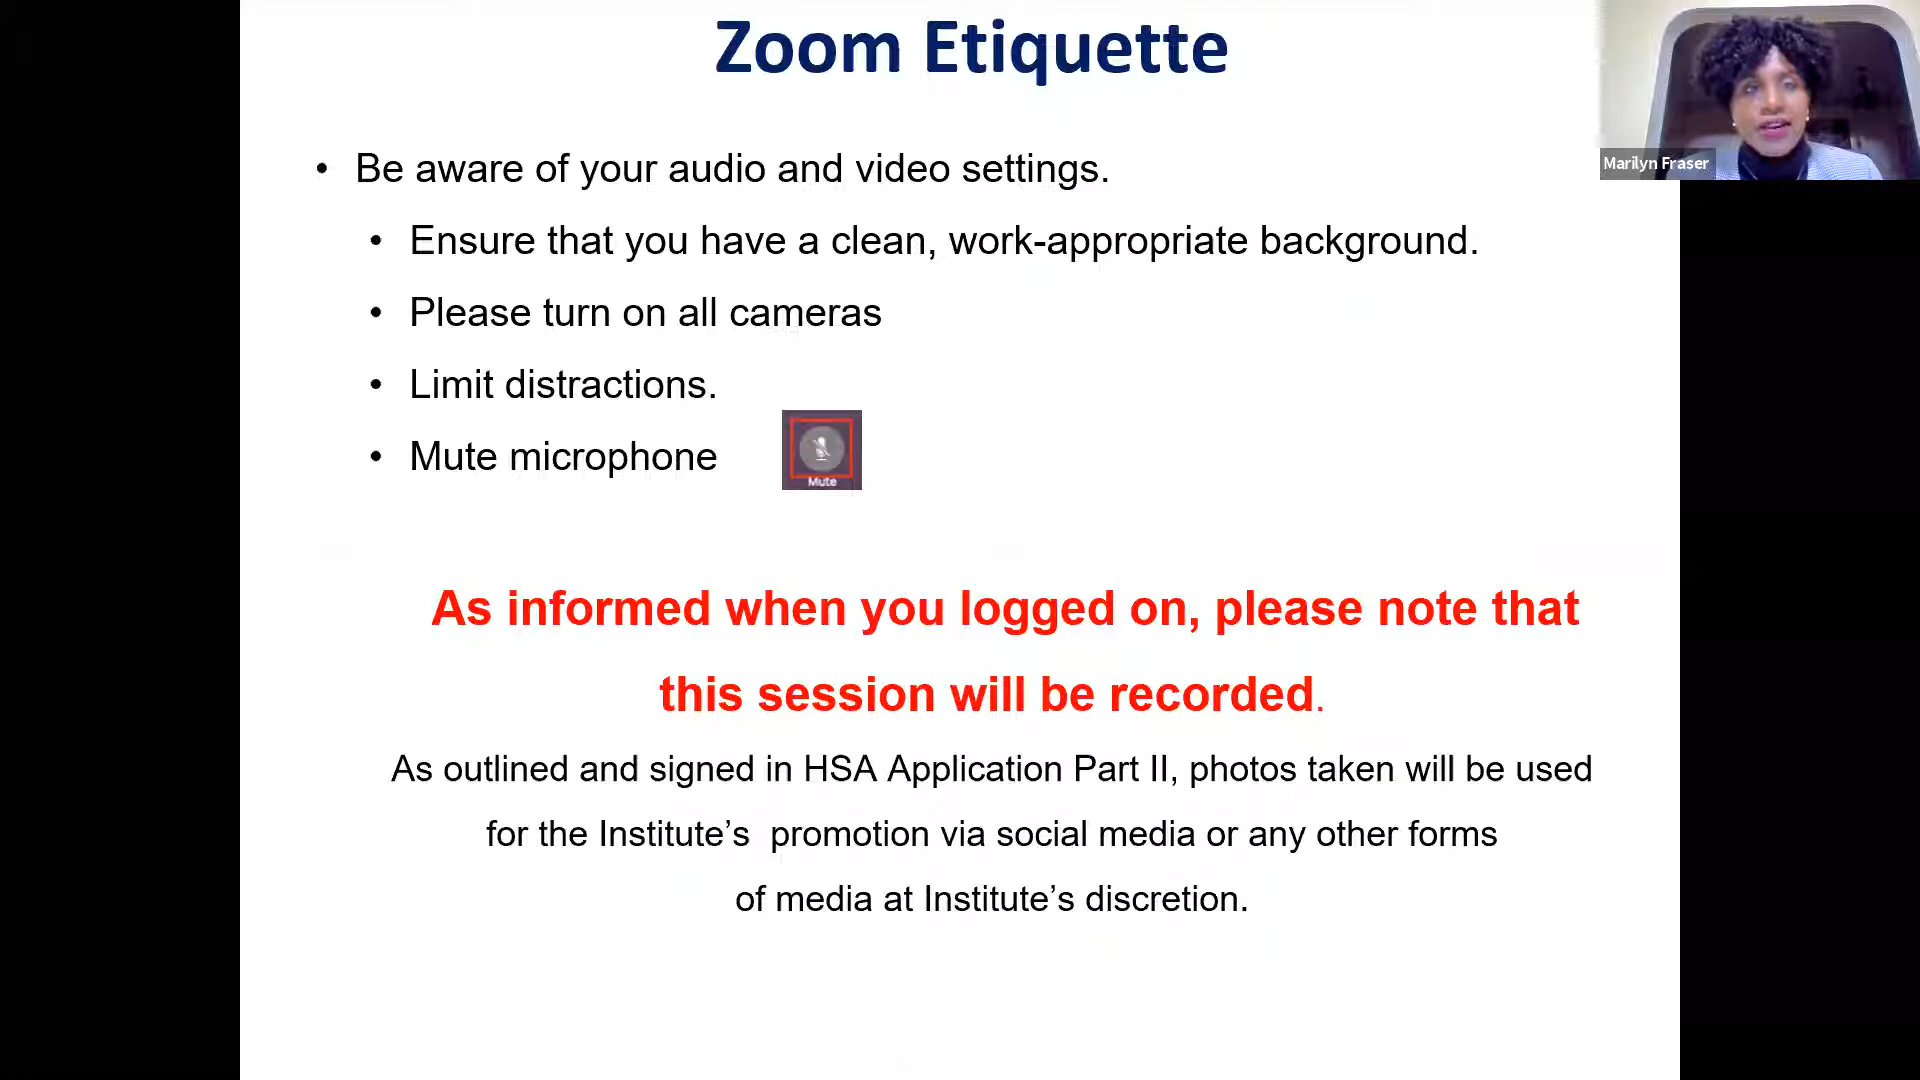 Zoom Etiquette
Marilyn Fraser
• Be aware of your audio and video settings.
• Ensure that you have a clean, work-appropriate background.
• Please turn on all cameras
• Limit distractions.
• Mute microphone
Mute
As informed when you logged on, please note that
this session will be recorded.
As outlined and signed in HSA Application Part II, photos taken will be used
for the Institute’s promotion via social media or any other forms
of media at Institute’s discretion.